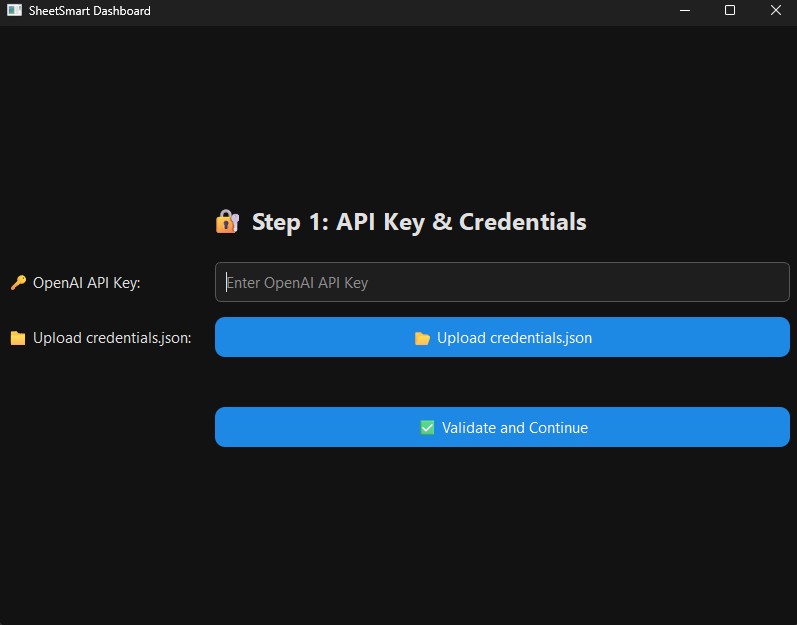 SheetSmart Dashboard
🔐 Step 1: API Key & Credentials
🔑 OpenAI API Key:
Enter OpenAI API Key
📁 Upload credentials.json:
📂 Upload credentials.json
✅ Validate and Continue